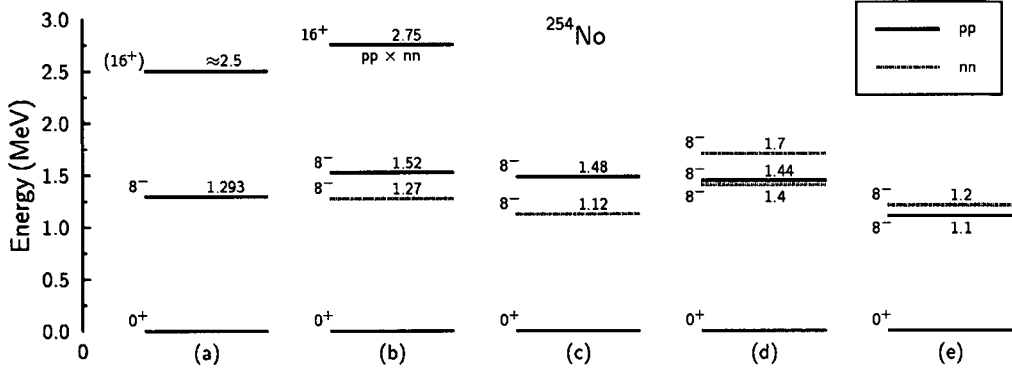 Energy (MeV)
3.0
2.5
2.0
1.5
1.0
0.5
0.0
0
²⁵⁴No
pp
nn
(16⁺) ≈2.5
8⁻ 1.293
0⁺
(a)
16⁺ 2.75
pp × nn
8⁻ 1.52
8⁻ 1.27
0⁺
(b)
8⁻ 1.48
8⁻ 1.12
0⁺
(c)
8⁻ 1.7
8⁻ 1.44
8⁻ 1.4
0⁺
(d)
8⁻ 1.2
8⁻ 1.1
0⁺
(e)